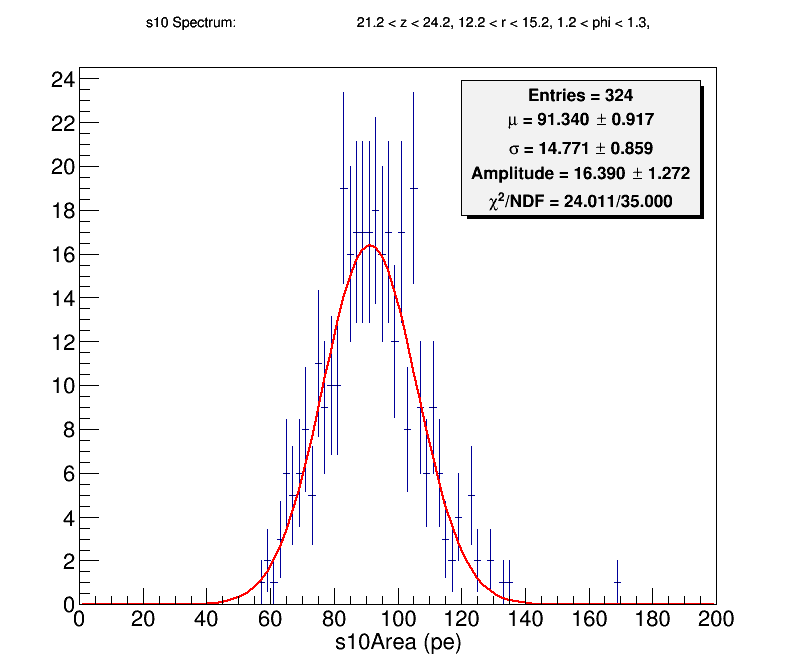 s10 Spectrum: 21.2 < z < 24.2, 12.2 < r < 15.2, 1.2 < phi < 1.3,
Entries = 324
μ = 91.340 ± 0.917
σ = 14.771 ± 0.859
Amplitude = 16.390 ± 1.272
χ²/NDF = 24.011/35.000
24
22
20
18
16
14
12
10
8
6
4
2
0
0 20 40 60 80 100 120 140 160 180 200
s10Area (pe)